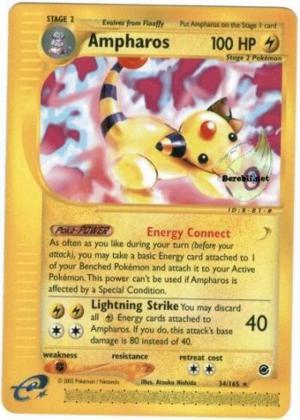 STAGE 2
Evolves from Flaaffy
Put Ampharos on the Stage 1 card
Ampharos
100 HP
Stage 2 Pokémon
Serebii.net
Poké-POWER
Energy Connect
As often as you like during your turn (before your
attack), you may take a basic Energy card attached to 1
of your Benched Pokémon and attach it to your Active
Pokémon. This power can't be used if Ampharos is
affected by a Special Condition.
Lightning Strike You may discard
all Energy cards attached to
Ampharos. If you do, this attack's base
damage is 80 instead of 40.
40
weakness
resistance
retreat cost
© 2002 Pokémon / Nintendo
Illus. Atsuko Nishida
34/165 ★
e